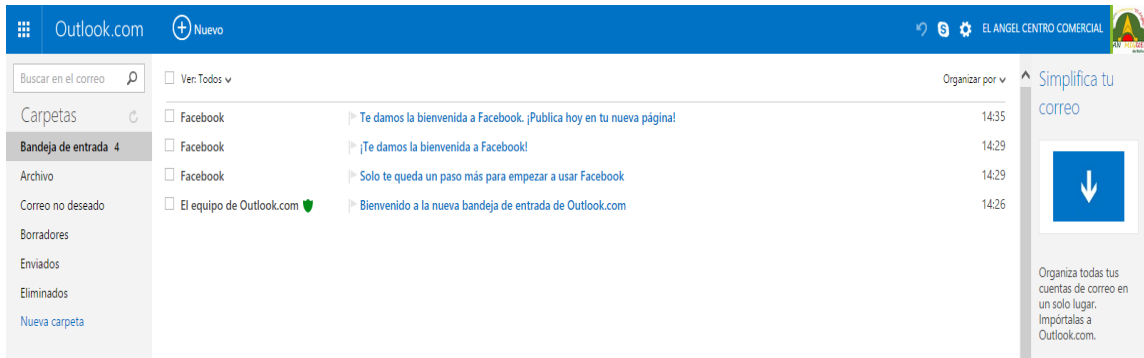 Outlook.com Nuevo EL ANGEL CENTRO COMERCIAL
Buscar en el correo
Ver: Todos Organizar por
Carpetas
Bandeja de entrada 4
Archivo
Correo no deseado
Borradores
Enviados
Eliminados
Nueva carpeta
Facebook Te damos la bienvenida a Facebook. ¡Publica hoy en tu nueva página! 14:35
Facebook ¡Te damos la bienvenida a Facebook! 14:29
Facebook Solo te queda un paso más para empezar a usar Facebook 14:29
El equipo de Outlook.com Bienvenido a la nueva bandeja de entrada de Outlook.com 14:26
Simplifica tu
correo
Organiza todas tus
cuentas de correo en
un solo lugar.
Impórtalas a
Outlook.com.